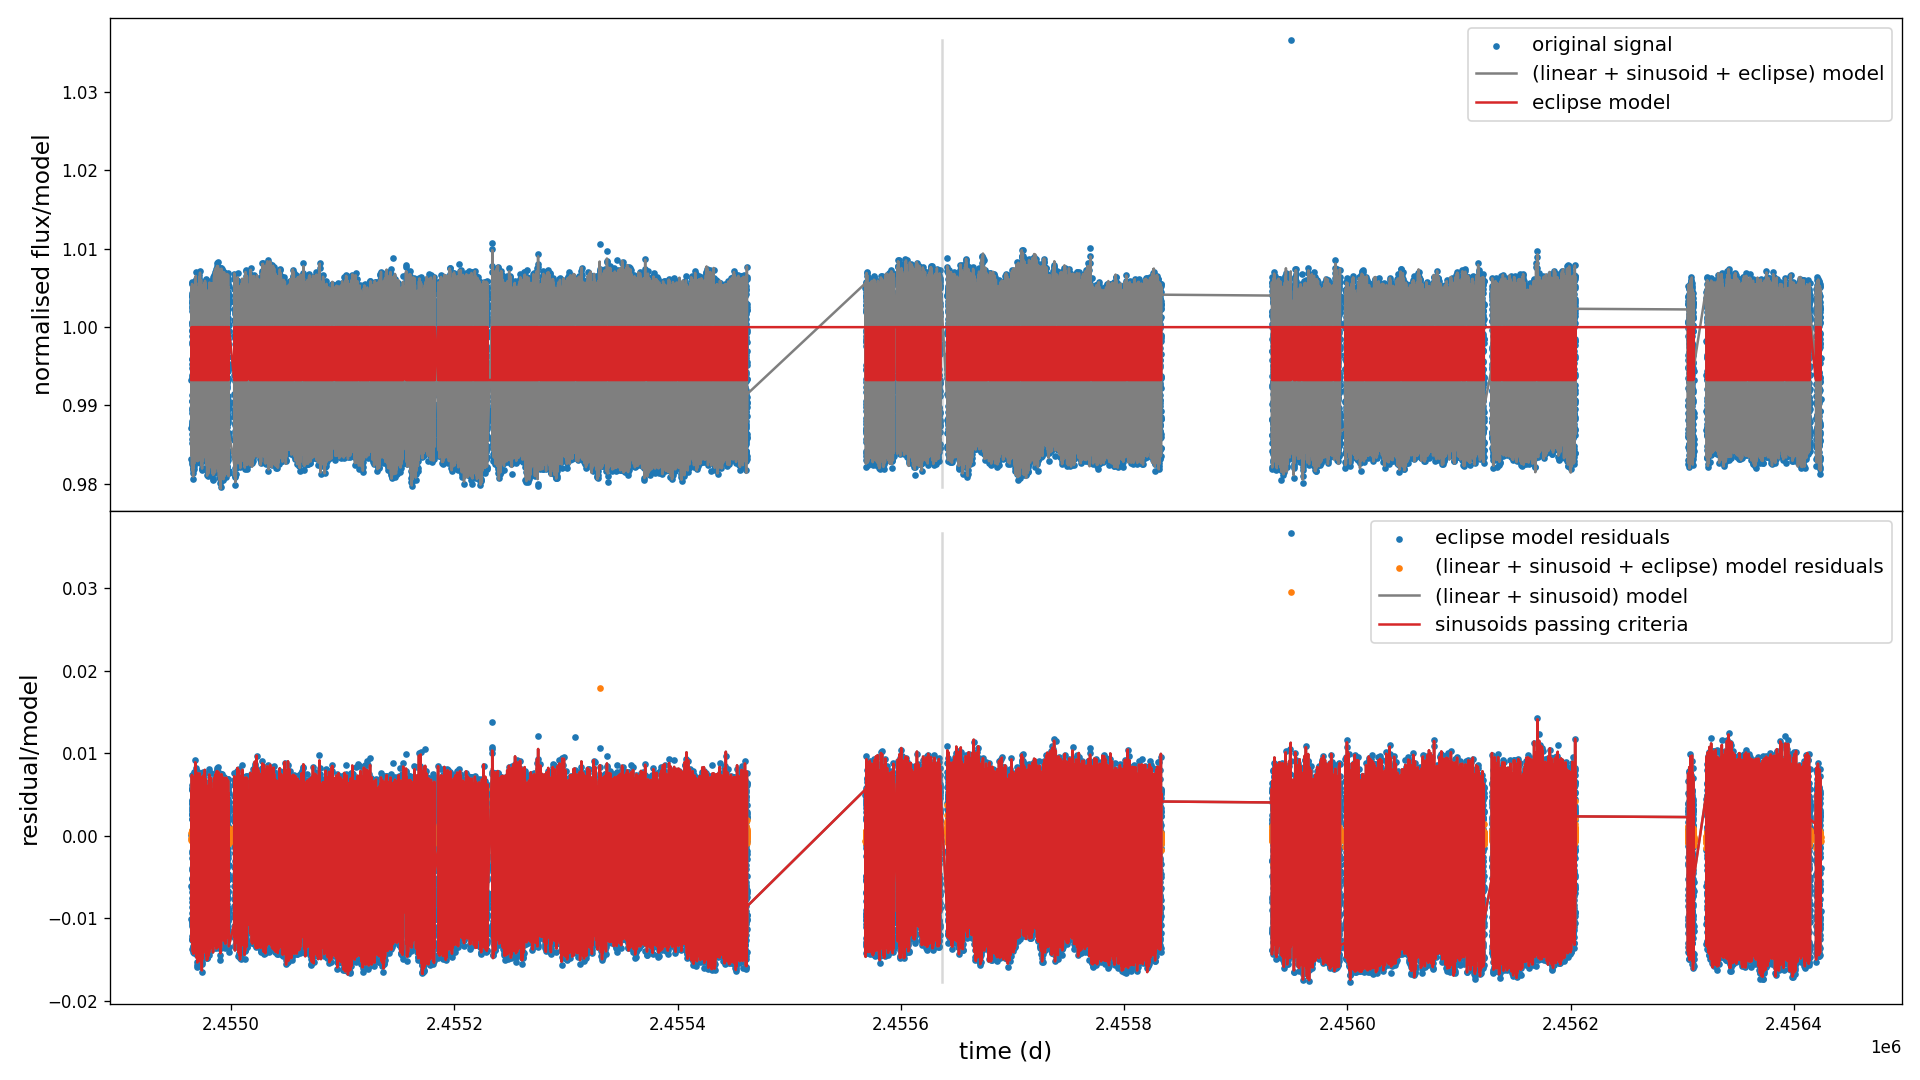 original signal
(linear + sinusoid + eclipse) model
eclipse model
normalised flux/model
1.03
1.02
1.01
1.00
0.99
0.98
eclipse model residuals
(linear + sinusoid + eclipse) model residuals
(linear + sinusoid) model
sinusoids passing criteria
residual/model
0.03
0.02
0.01
0.00
−0.01
−0.02
2.4550 2.4552 2.4554 2.4556 2.4558 2.4560 2.4562 2.4564
1e6
time (d)